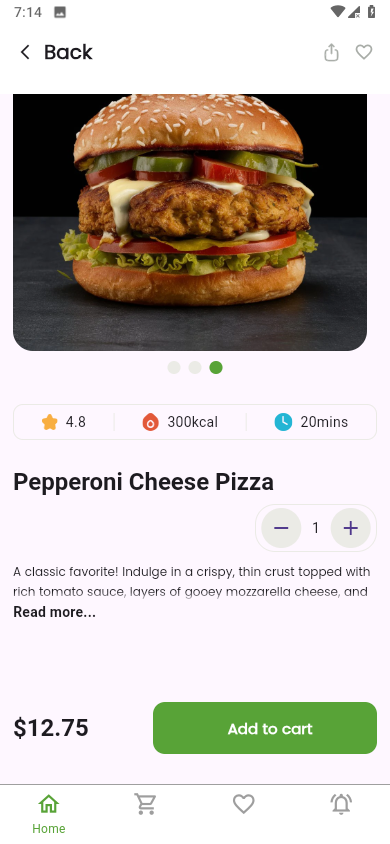 7:14
Back
4.8
300kcal
20mins
Pepperoni Cheese Pizza
1
A classic favorite! Indulge in a crispy, thin crust topped with
rich tomato sauce, layers of gooey mozzarella cheese, and
Read more...
$12.75
Add to cart
Home